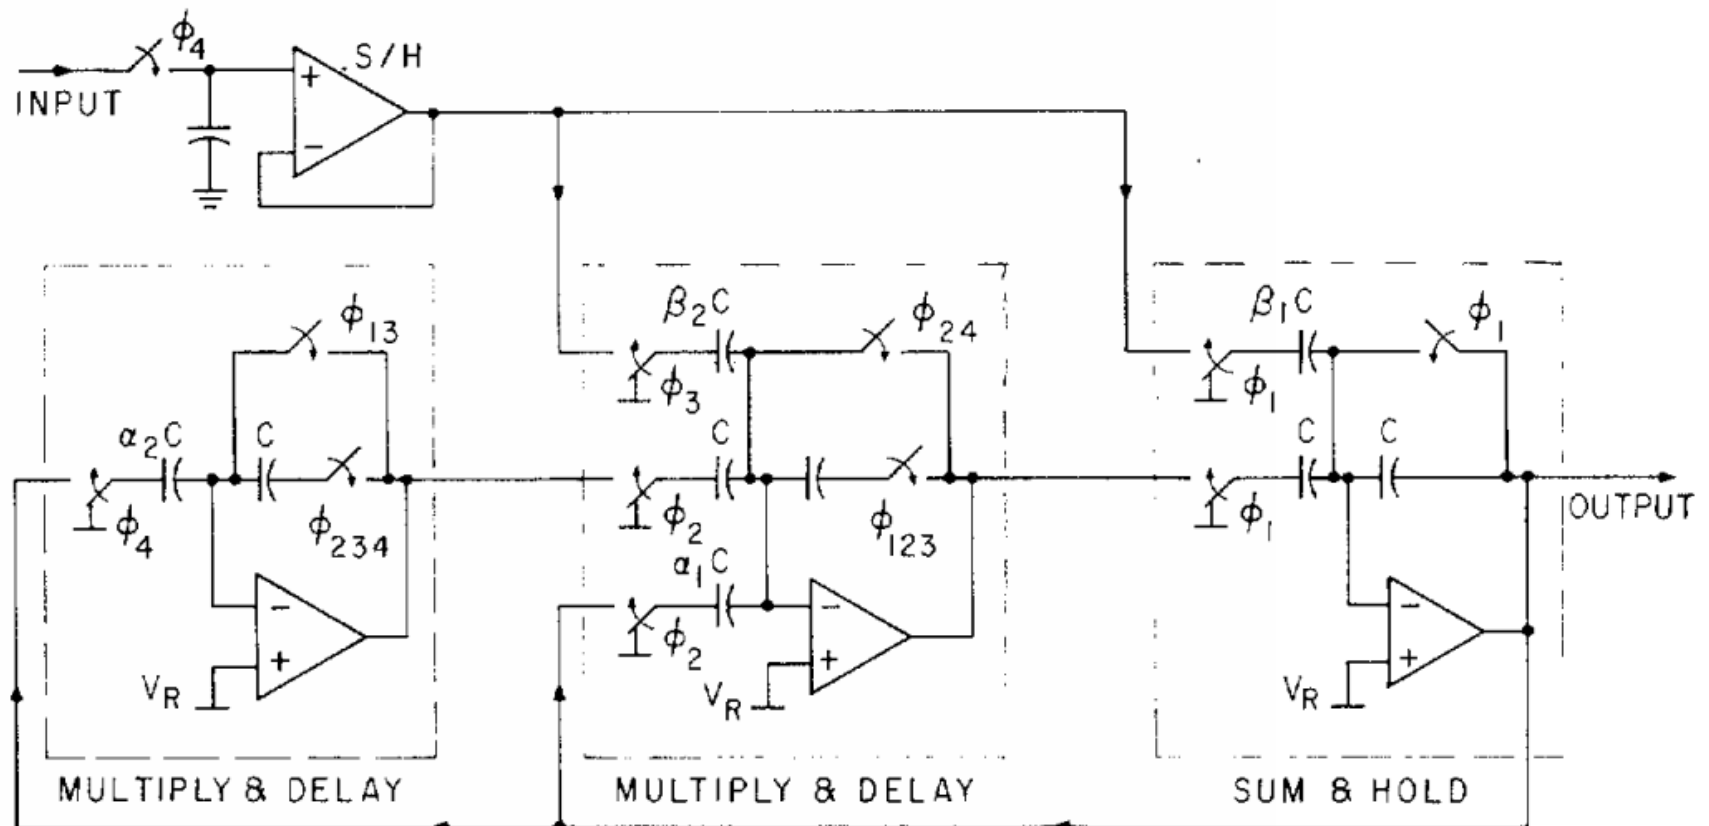 ϕ4
S/H
INPUT
ϕ13
β2C
ϕ24
β1C
ϕ1
ϕ3
ϕ1
α2C
C
C
C
C
ϕ4
ϕ234
ϕ2
ϕ123
ϕ1
OUTPUT
α1C
ϕ2
− 
+
VR
VR
VR
MULTIPLY & DELAY
MULTIPLY & DELAY
SUM & HOLD